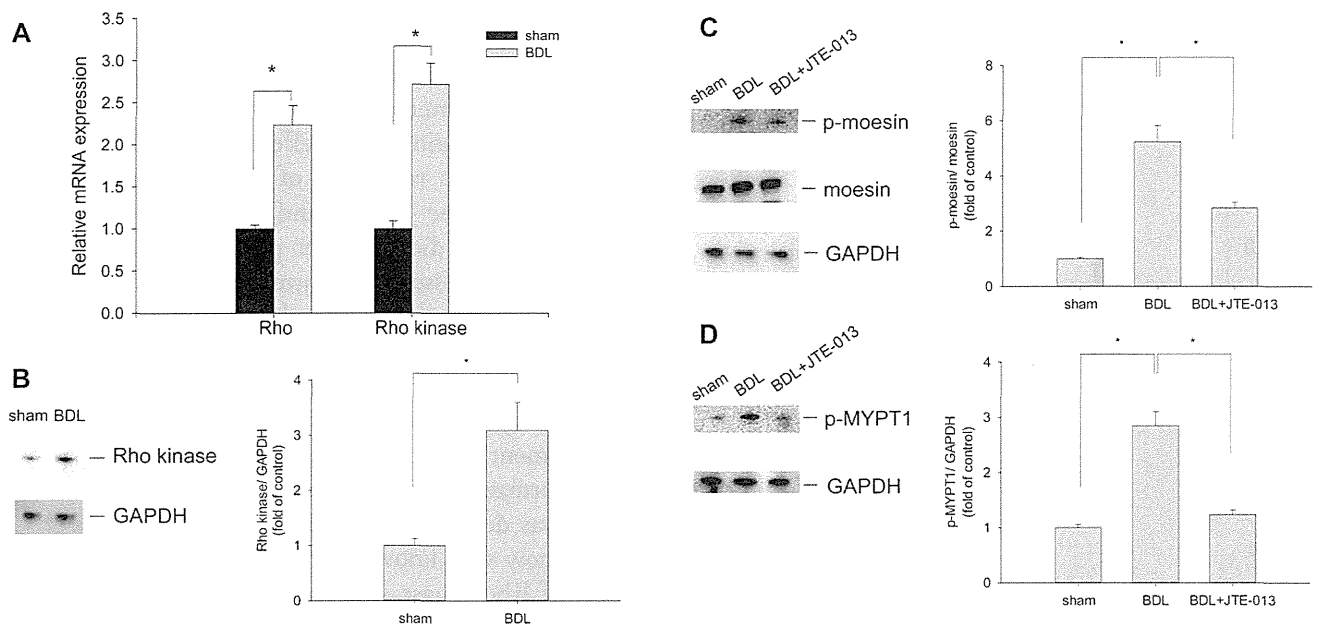 A
Relative mRNA expression
3.5
3.0
2.5
2.0
1.5
1.0
0.5
0.0
*
*
sham
BDL
Rho
Rho kinase
B
sham BDL
Rho kinase
GAPDH
Rho kinase/ GAPDH
(fold of control)
4
3
2
1
0
*
sham
BDL
C
sham
BDL
BDL+JTE-013
p-moesin
moesin
GAPDH
p-moesin/ moesin
(fold of control)
8
6
4
2
0
*
*
sham
BDL
BDL+JTE-013
D
sham
BDL
BDL+JTE-013
p-MYPT1
GAPDH
p-MYPT1/ GAPDH
(fold of control)
4
3
2
1
0
*
*
sham
BDL
BDL+JTE-013